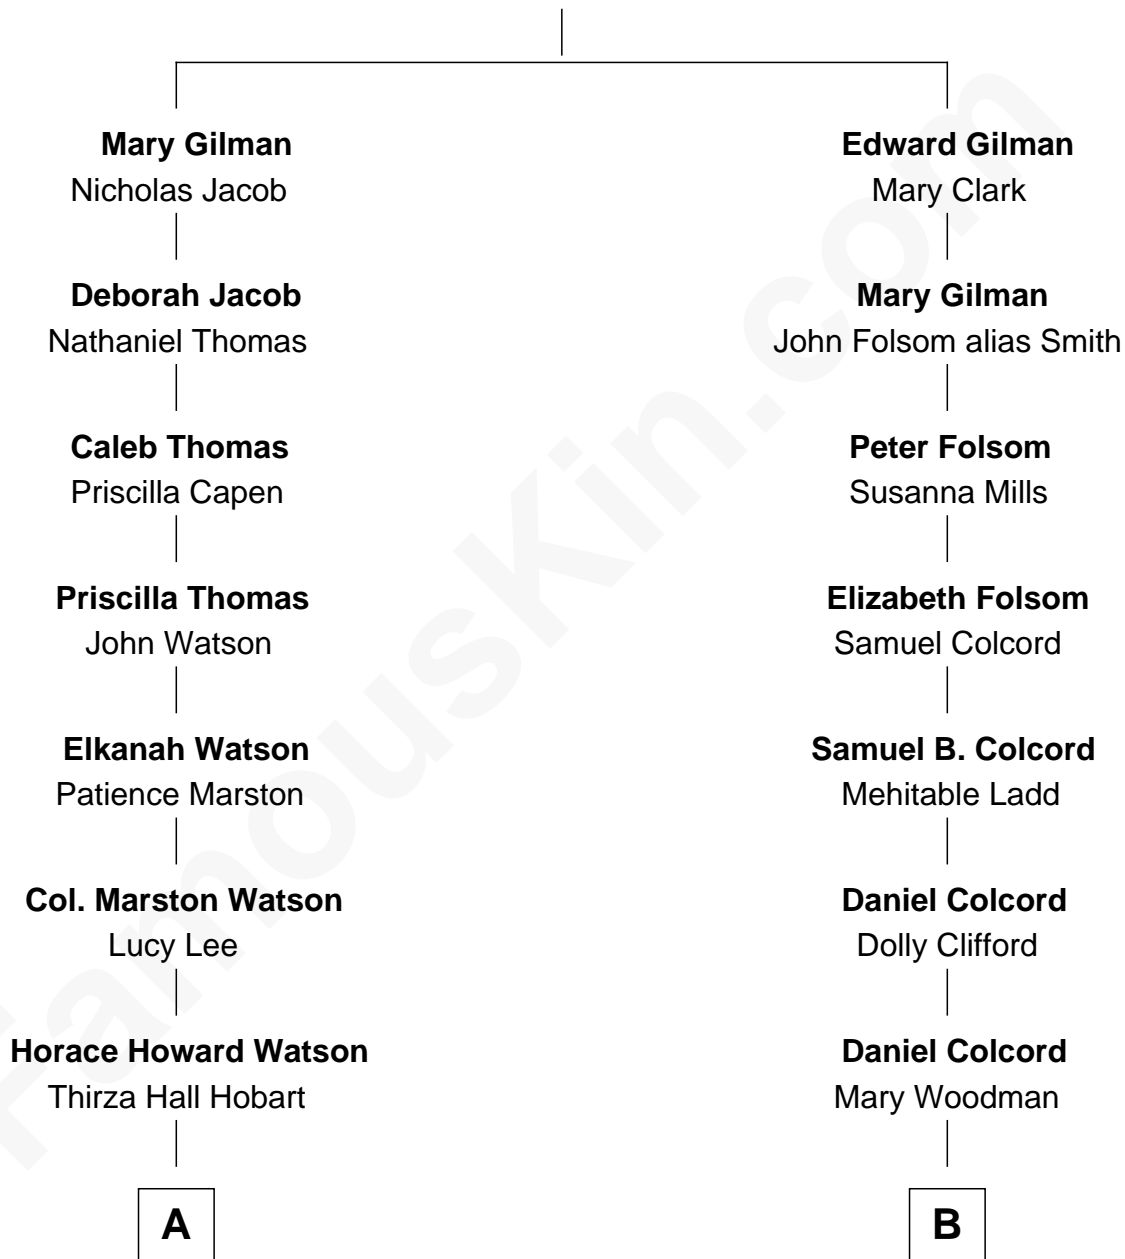 Mary Gilman
Nicholas Jacob
Deborah Jacob
Nathaniel Thomas
Caleb Thomas
Priscilla Capen
Priscilla Thomas
John Watson
Elkanah Watson
Patience Marston
Col. Marston Watson
Lucy Lee
Horace Howard Watson
Thirza Hall Hobart
A
Edward Gilman
Mary Clark
Mary Gilman
John Folsom alias Smith
Peter Folsom
Susanna Mills
Elizabeth Folsom
Samuel Colcord
Samuel B. Colcord
Mehitable Ladd
Daniel Colcord
Dolly Clifford
Daniel Colcord
Mary Woodman
B
FamousKin.com